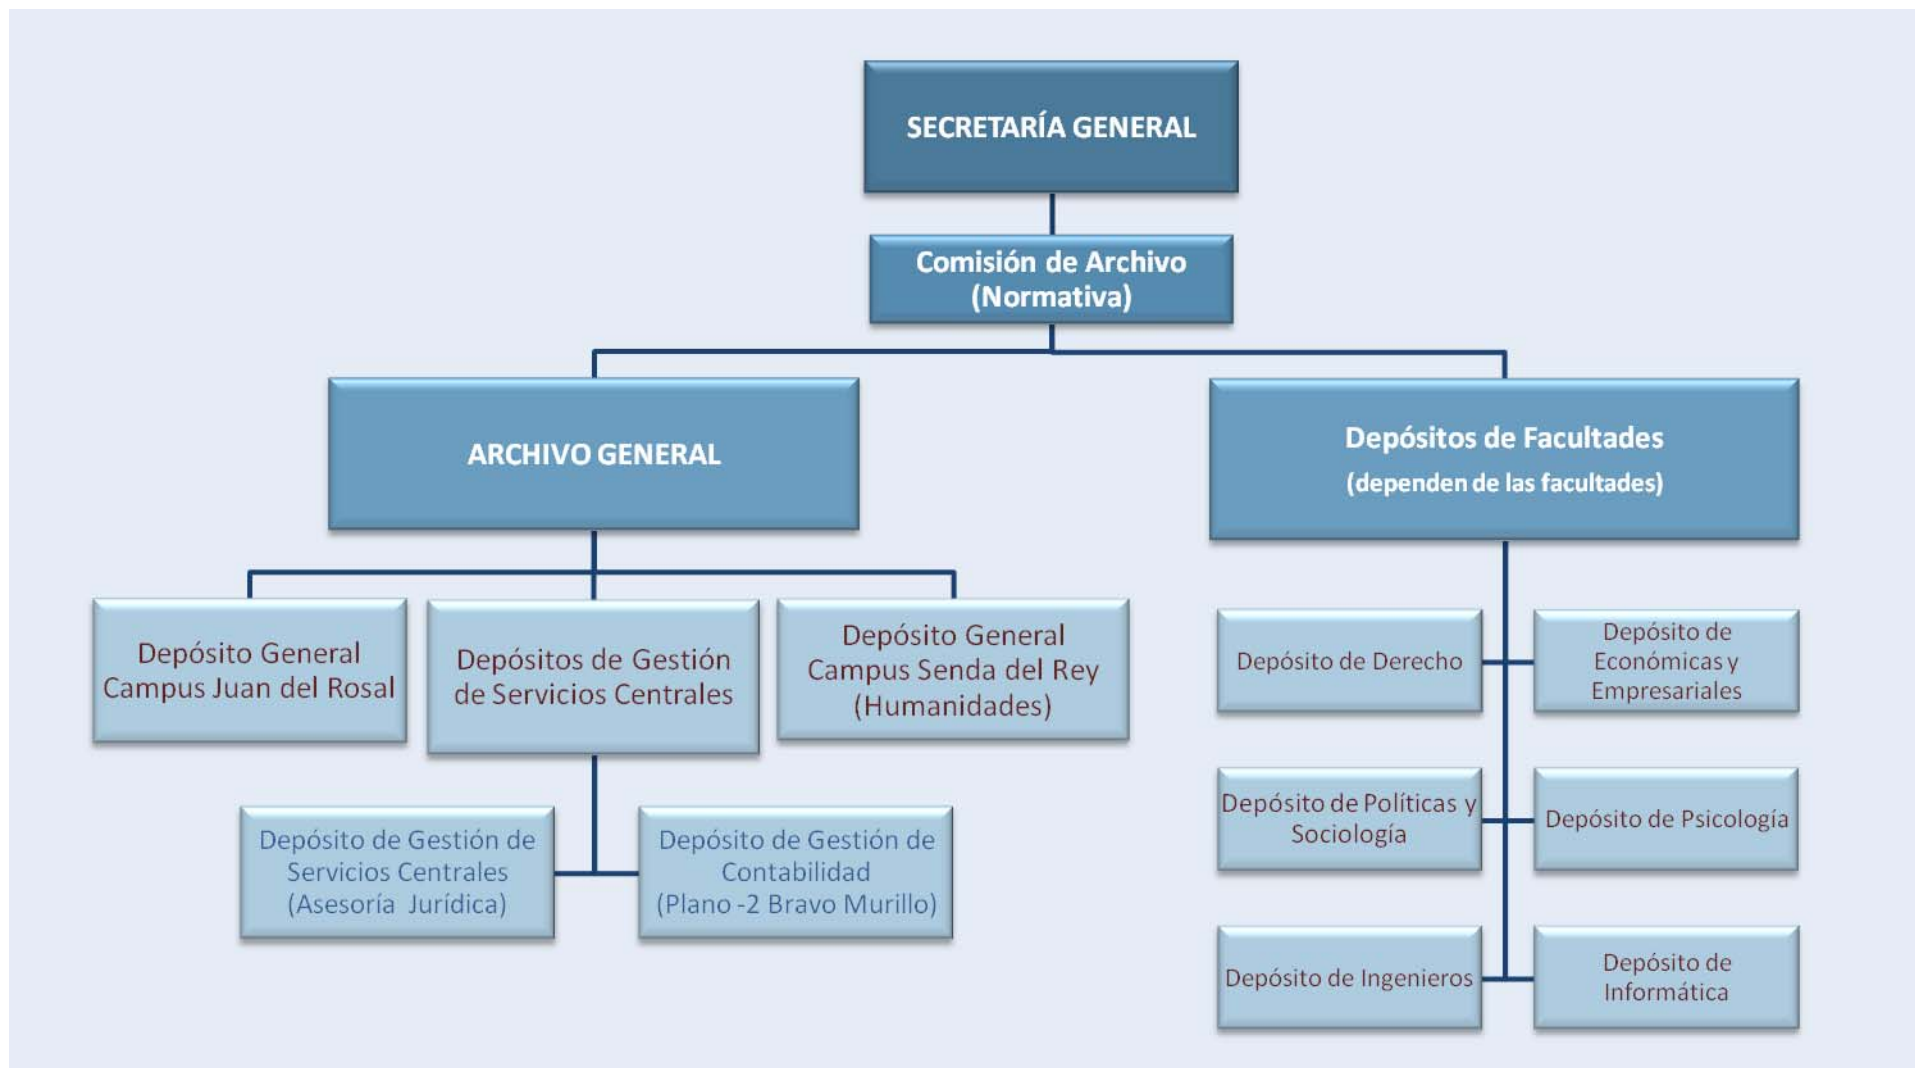 SECRETARÍA GENERAL
Comisión de Archivo
(Normativa)
ARCHIVO GENERAL
Depósitos de Facultades
(dependen de las facultades)
Depósito General
Campus Juan del Rosal
Depósitos de Gestión
de Servicios Centrales
Depósito General
Campus Senda del Rey
(Humanidades)
Depósito de Gestión de
Servicios Centrales
(Asesoría Jurídica)
Depósito de Gestión de
Contabilidad
(Plano -2 Bravo Murillo)
Depósito de Derecho
Depósito de
Económicas y
Empresariales
Depósito de Políticas y
Sociología
Depósito de Psicología
Depósito de Ingenieros
Depósito de
Informática